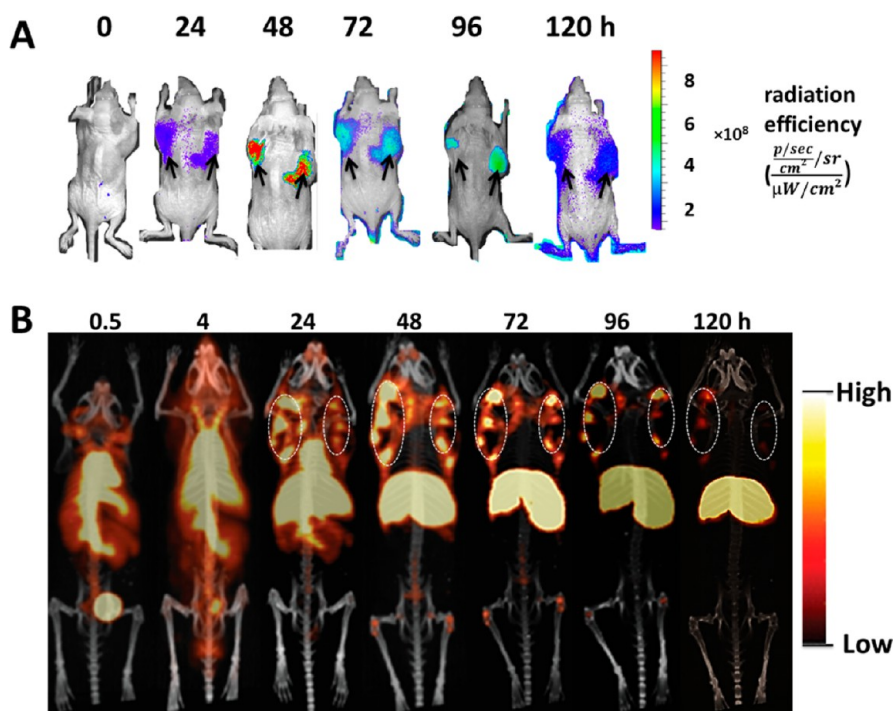 A
0 24 48 72 96 120 h
8
6
4
2
×10⁸
radiation
efficiency
(p/sec
cm² /sr
μW/cm²)
B
0.5 4 24 48 72 96 120 h
High
Low